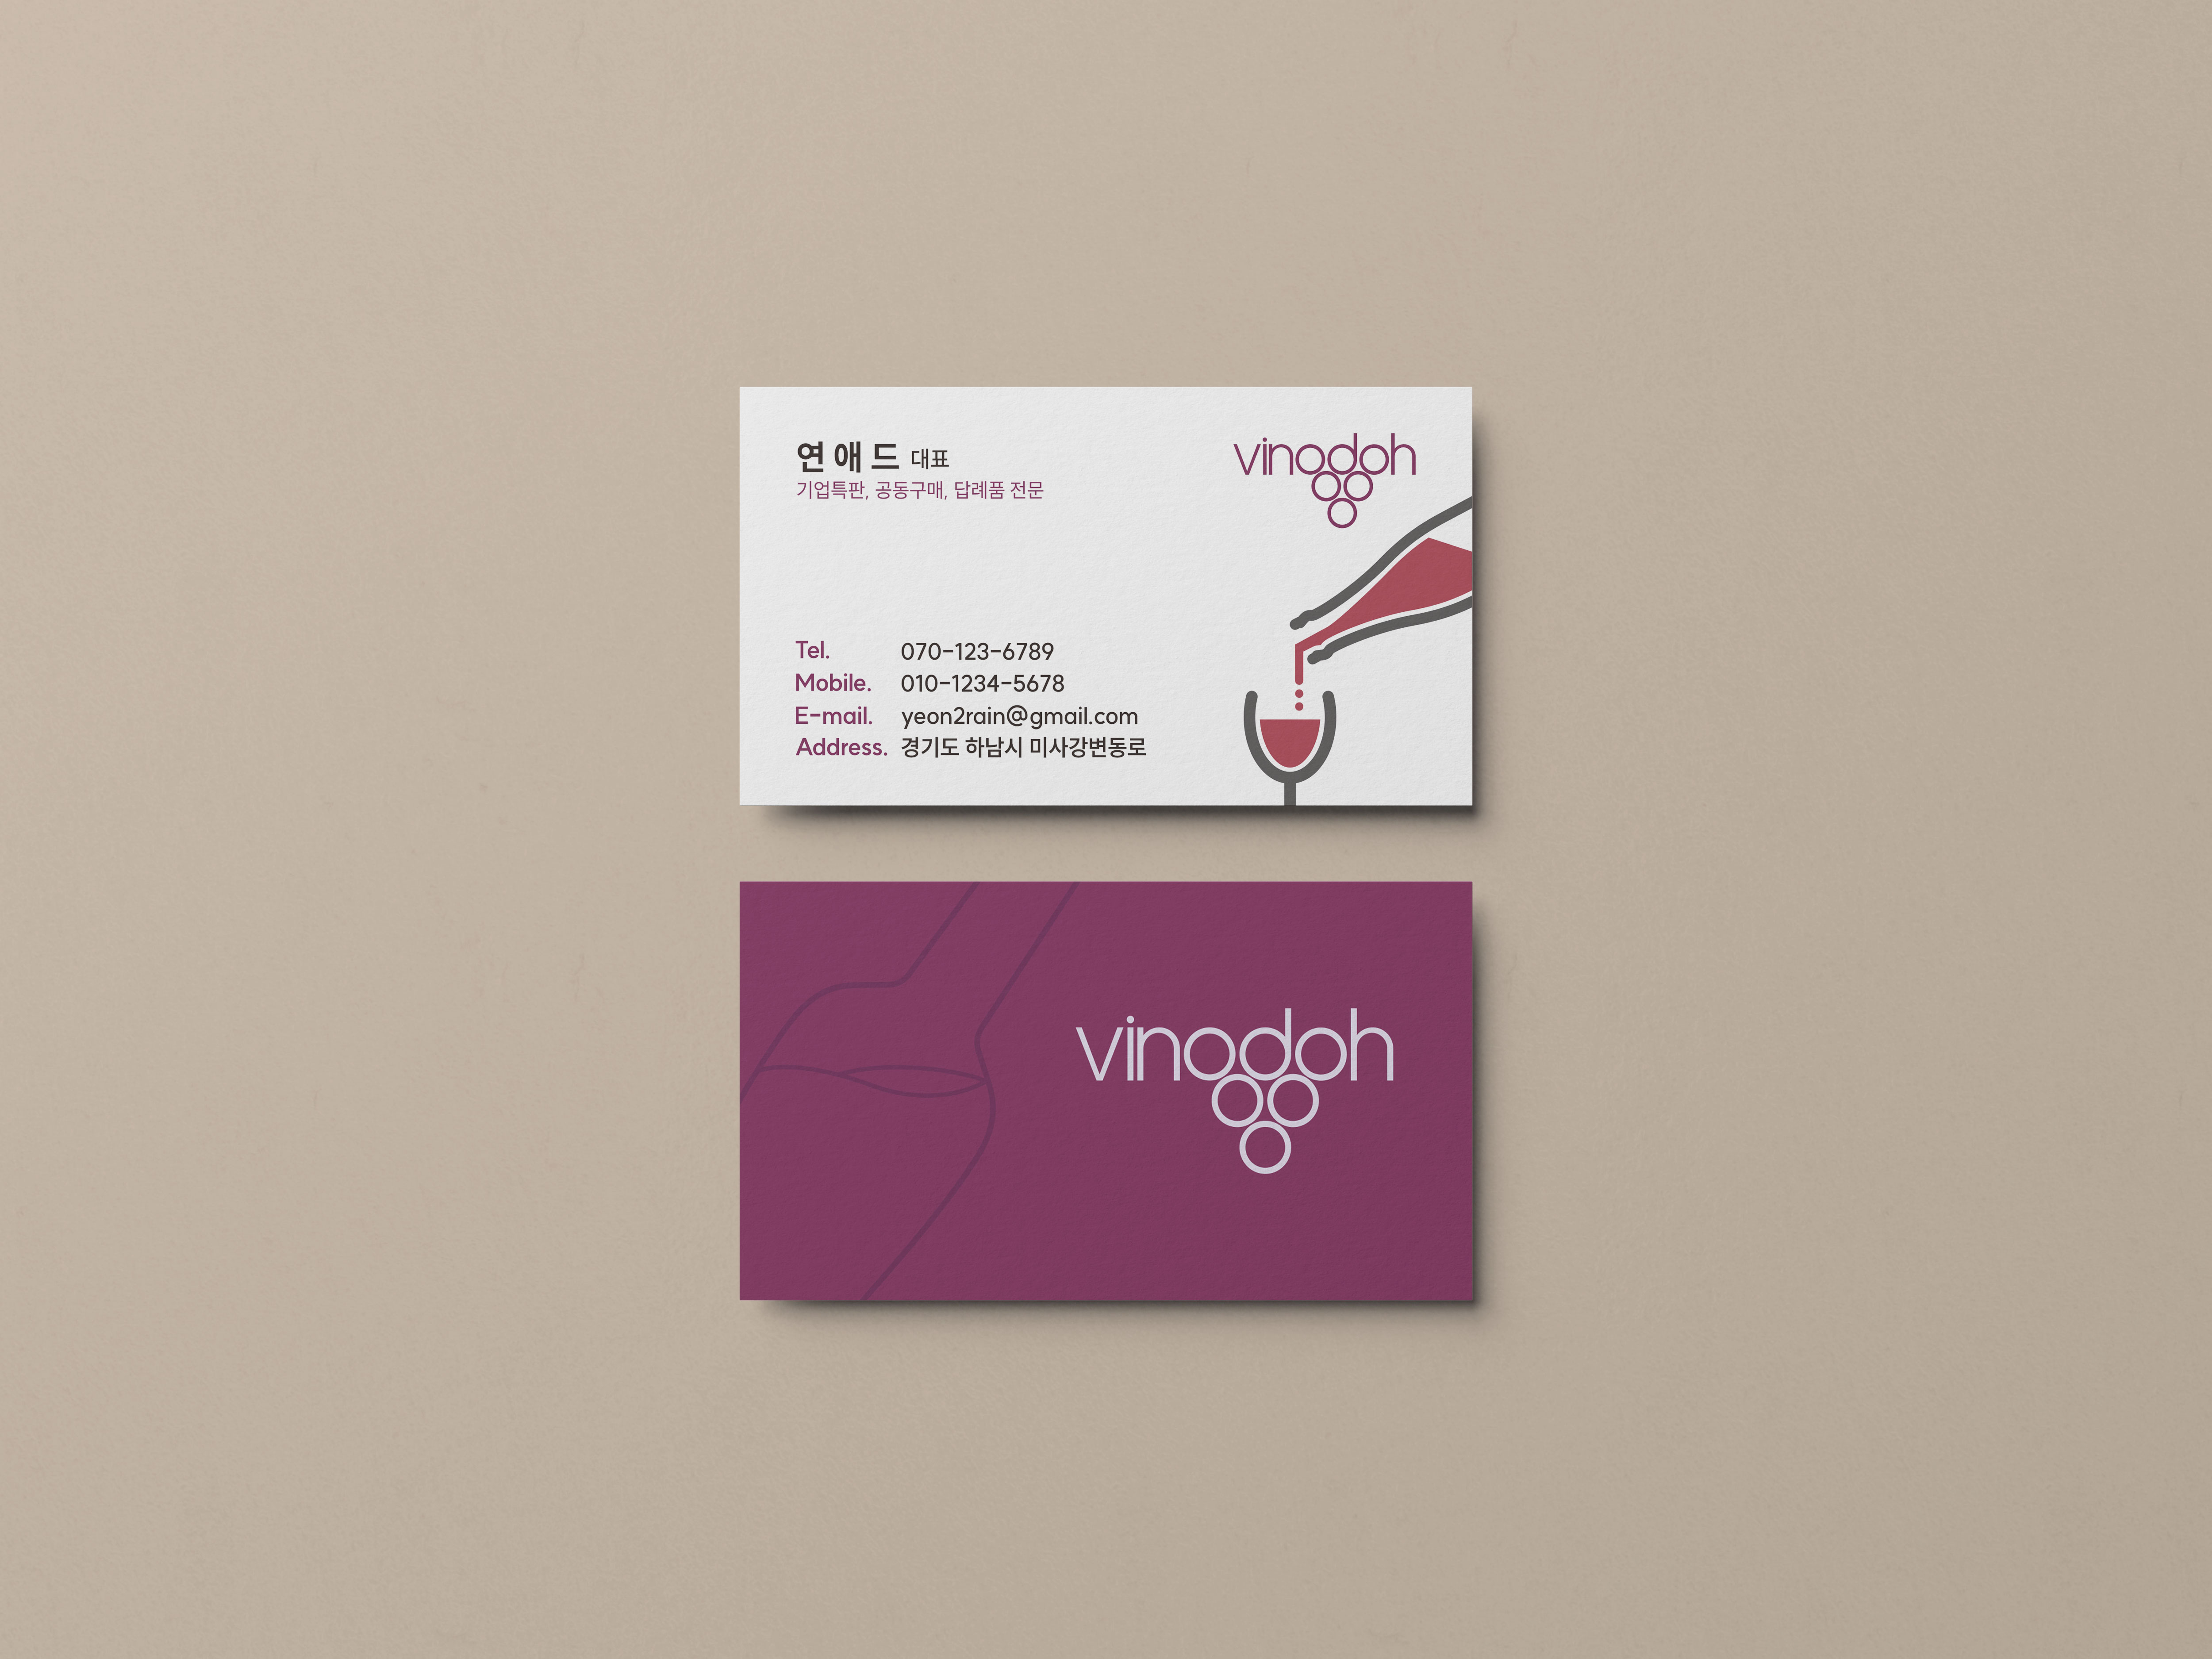 연애드 대표
기업특판, 공동구매, 답례품 전문
vinodoh
Tel. 070-123-6789
Mobile. 010-1234-5678
E-mail. yeon2rain@gmail.com
Address. 경기도 하남시 미사강변동로
vinodoh